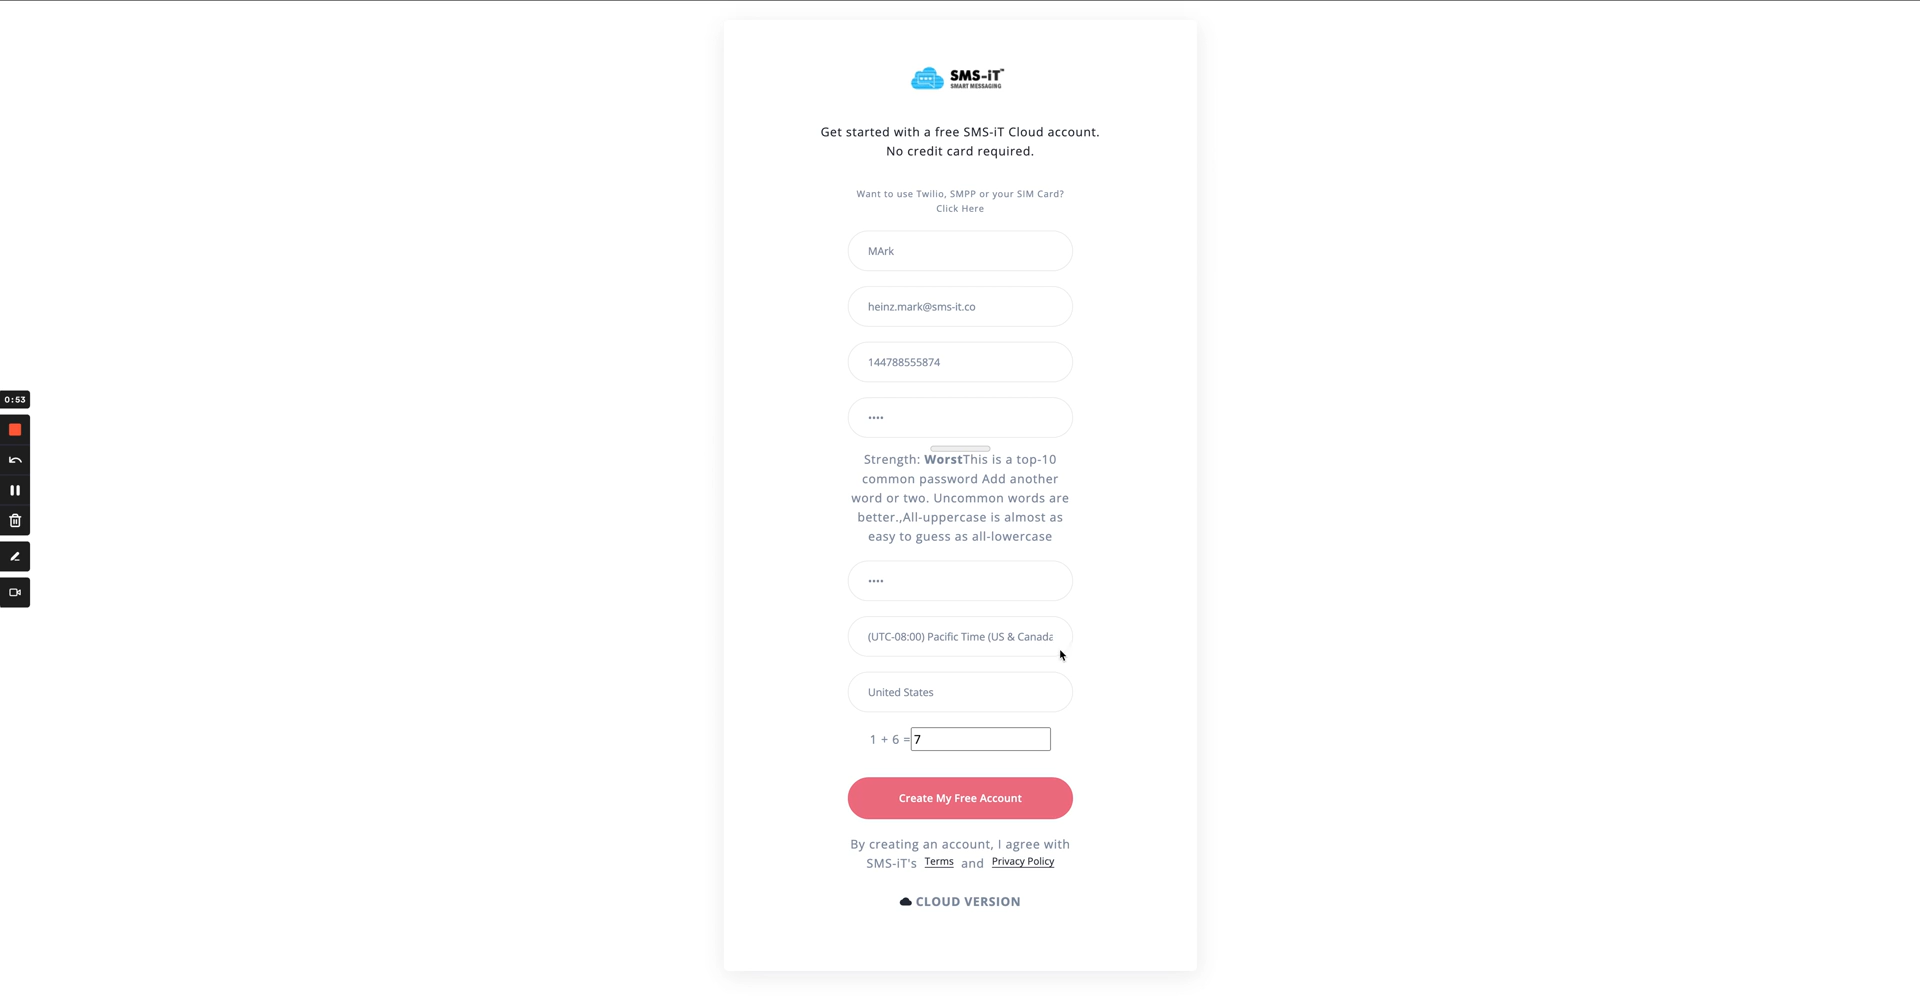 SMS-iT™
SMART MESSAGING
Get started with a free SMS-iT Cloud account.
No credit card required.
Want to use Twilio, SMPP or your SIM Card?
Click Here
MArk
heinz.mark@sms-it.co
144788555874
••••
Strength: WorstThis is a top-10
common password Add another
word or two. Uncommon words are
better.,All-uppercase is almost as
easy to guess as all-lowercase
••••
(UTC-08:00) Pacific Time (US & Canada
United States
1 + 6 =7
Create My Free Account
By creating an account, I agree with
SMS-iT's Terms and Privacy Policy
CLOUD VERSION
0:53